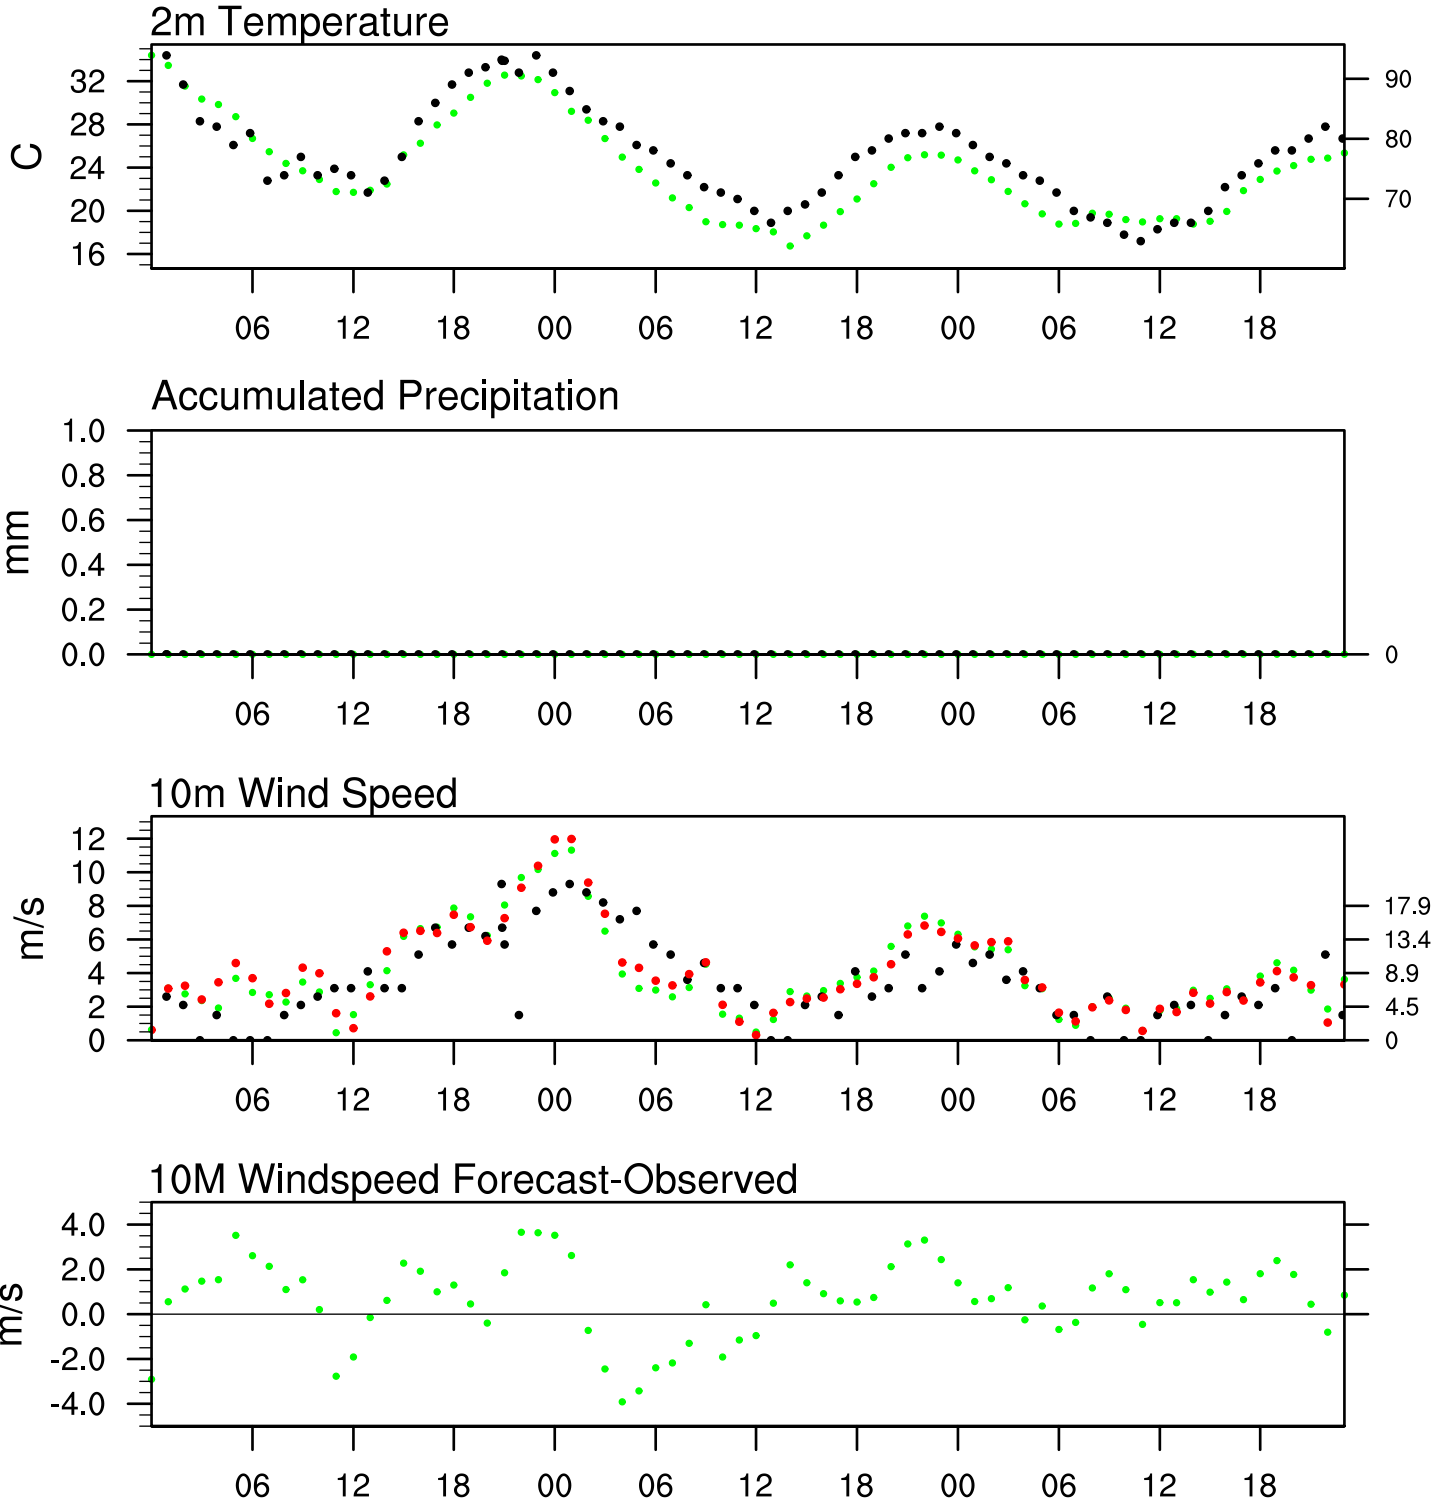 2m Temperature
32
28
24
20
16
C
90
80
70
06 12 18 00 06 12 18 00 06 12 18
Accumulated Precipitation
1.0
0.8
0.6
0.4
0.2
0.0
mm
0
06 12 18 00 06 12 18 00 06 12 18
10m Wind Speed
12
10
8
6
4
2
0
m/s
17.9
13.4
8.9
4.5
0
06 12 18 00 06 12 18 00 06 12 18
10M Windspeed Forecast-Observed
4.0
2.0
0.0
-2.0
-4.0
m/s
06 12 18 00 06 12 18 00 06 12 18